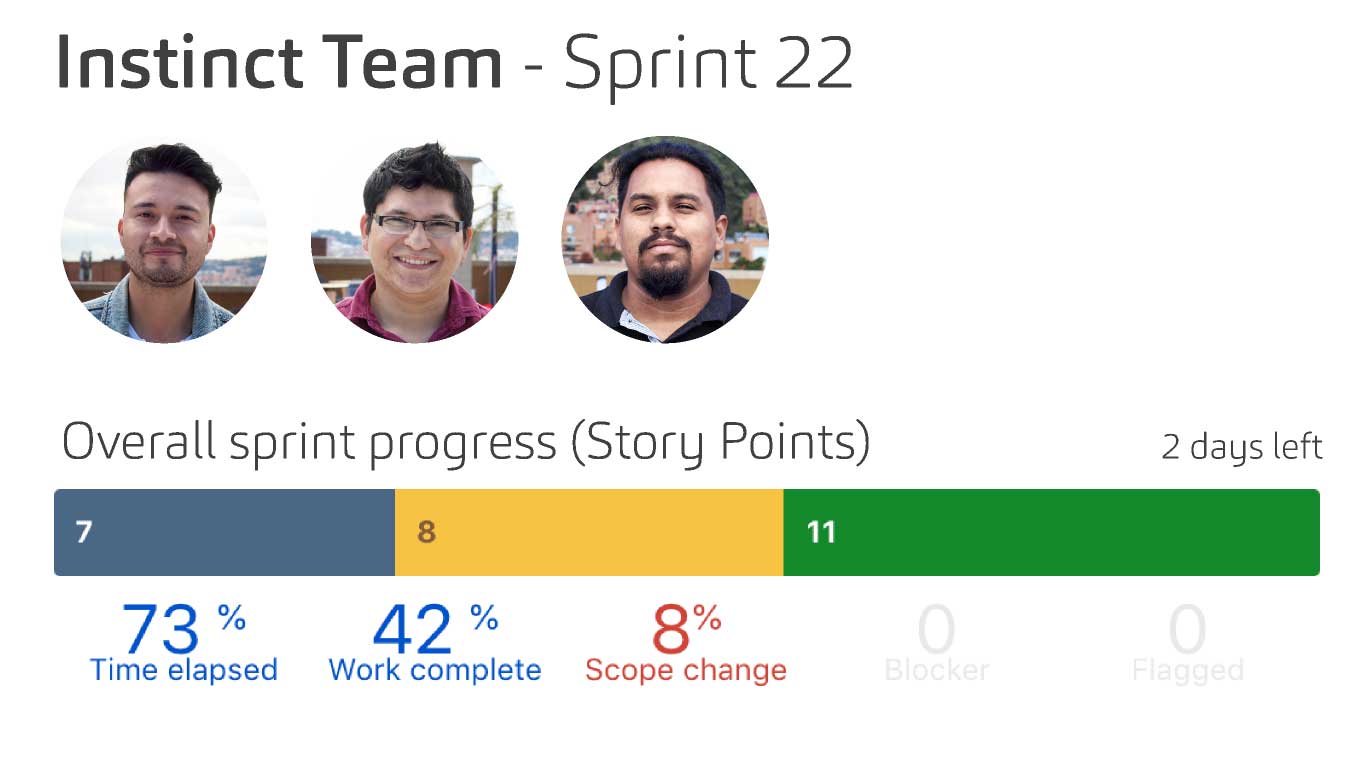 Instinct Team - Sprint 22
Overall sprint progress (Story Points)
2 days left
7 8 11
73 % 42 % 8% 0 0
Time elapsed Work complete Scope change Blocker Flagged